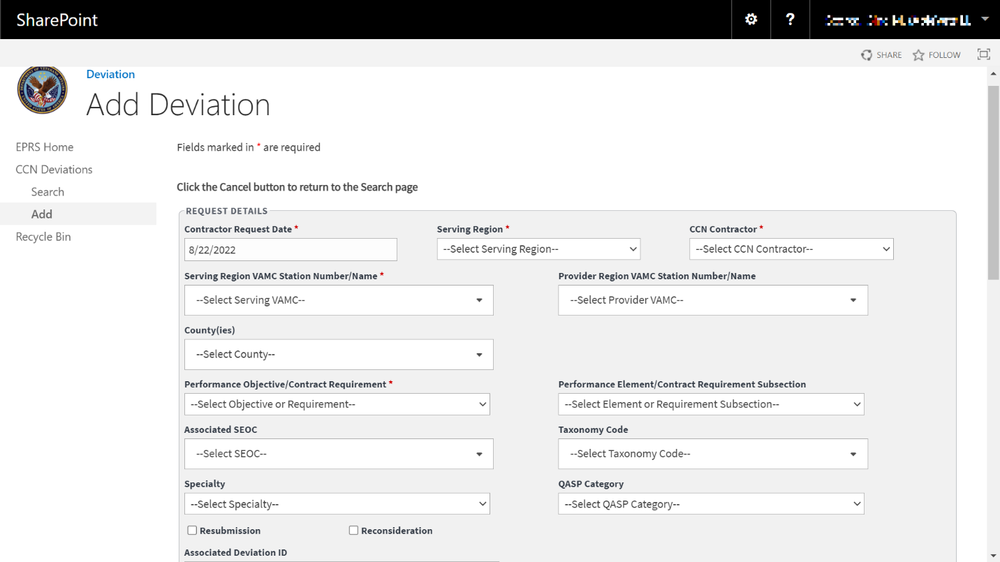 SharePoint
?
SHARE
FOLLOW
Deviation
Add Deviation
EPRS Home
CCN Deviations
Search
Add
Recycle Bin
Fields marked in * are required
Click the Cancel button to return to the Search page
REQUEST DETAILS
Contractor Request Date * Serving Region * CCN Contractor *
8/22/2022 --Select Serving Region-- --Select CCN Contractor--
Serving Region VAMC Station Number/Name * Provider Region VAMC Station Number/Name
--Select Serving VAMC-- --Select Provider VAMC--
County(ies)
--Select County--
Performance Objective/Contract Requirement * Performance Element/Contract Requirement Subsection
--Select Objective or Requirement-- --Select Element or Requirement Subsection--
Associated SEOC Taxonomy Code
--Select SEOC-- --Select Taxonomy Code--
Specialty QASP Category
--Select Specialty-- --Select QASP Category--
Resubmission Reconsideration
Associated Deviation ID